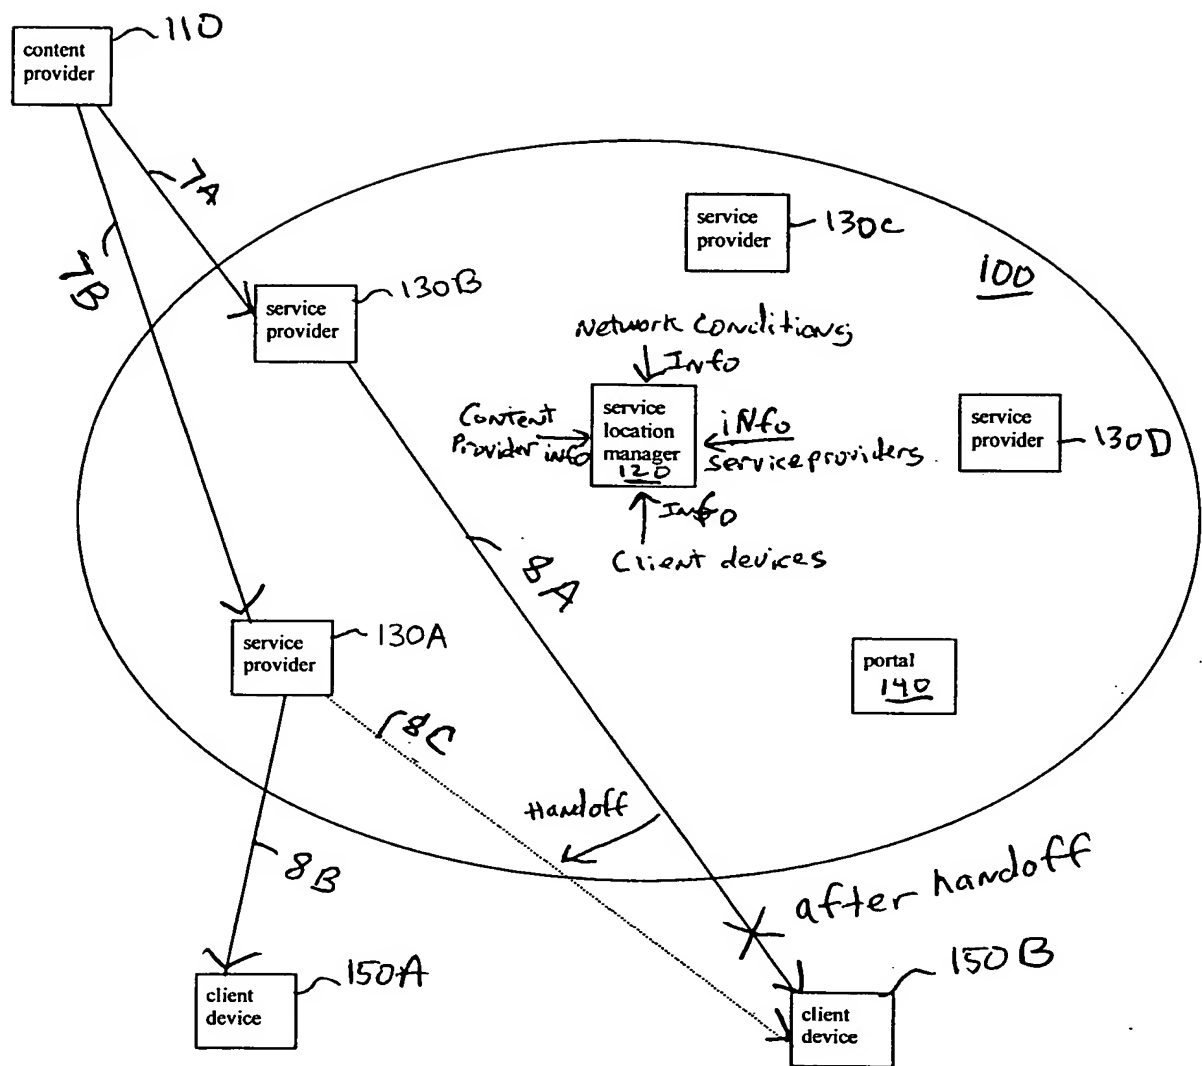 110
content
provider
7A
7B
service
provider
130C
100
service
provider
130B
Network Conditions
Info
Content
Provider info
service
location
manager
120
iNfo
service providers
Info
Client devices
service
provider
130D
8A
service
provider
130A
portal
140
8C
Handoff
8B
after handoff
client
device
150A
client
device
150B